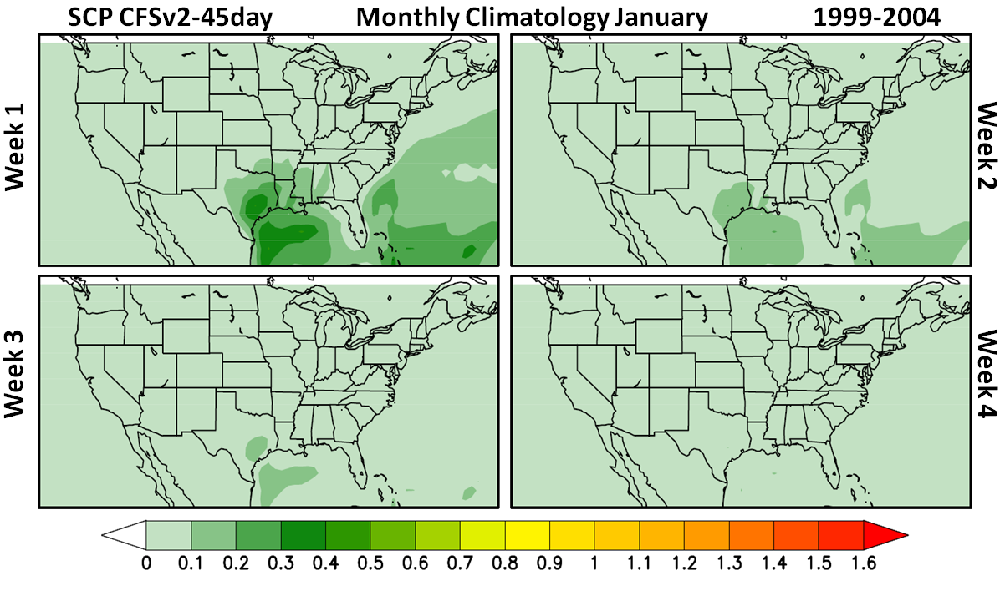 SCP CFSv2-45day Monthly Climatology January 1999-2004
Week 1
Week 2
Week 3
Week 4
0 0.1 0.2 0.3 0.4 0.5 0.6 0.7 0.8 0.9 1 1.1 1.2 1.3 1.4 1.5 1.6